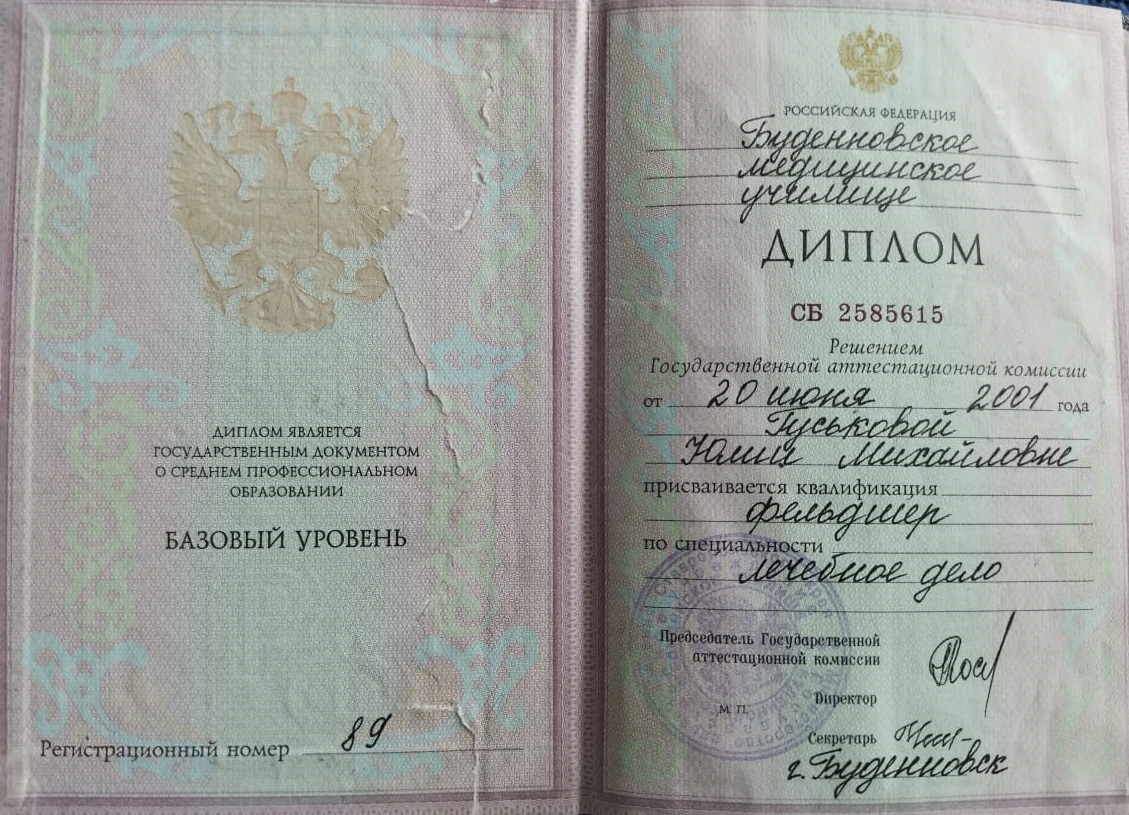 ДИПЛОМ ЯВЛЯЕТСЯ
ГОСУДАРСТВЕННЫМ ДОКУМЕНТОМ
О СРЕДНЕМ ПРОФЕССИОНАЛЬНОМ
ОБРАЗОВАНИИ
БАЗОВЫЙ УРОВЕНЬ
Регистрационный номер 89
РОССИЙСКАЯ ФЕДЕРАЦИЯ
Буденновское
медицинское
училище
ДИПЛОМ
СБ 2585615
Решением
Государственной аттестационной комиссии
от 20 июня 2001 года
Гуськовой
Юлии Михайловне
присваивается квалификация
фельдшер
по специальности
лечебное дело
Председатель Государственной
аттестационной комиссии
Директор
М. П.
Секретарь
г. Буденновск